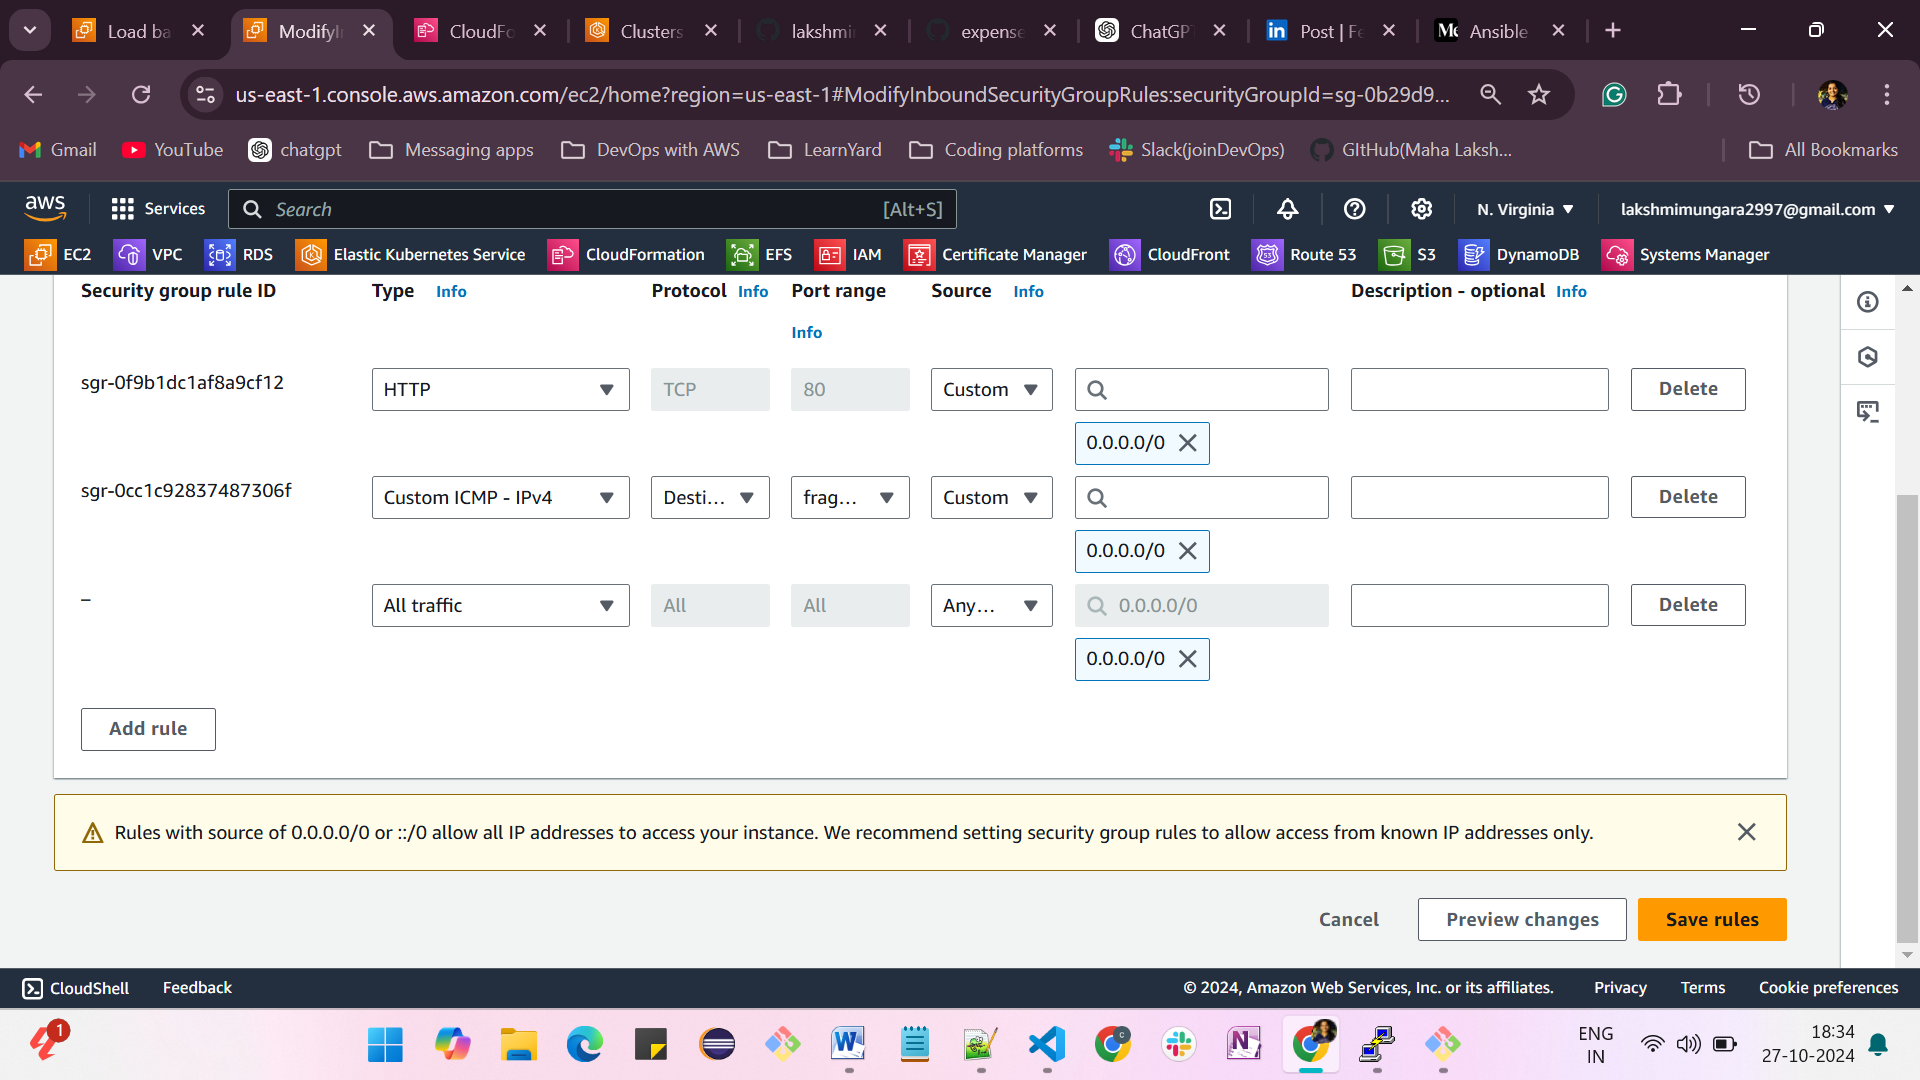 Load ba
ModifyI
CloudFo
Clusters
lakshmi
expense
ChatGP
Post | Fe
Ansible
us-east-1.console.aws.amazon.com/ec2/home?region=us-east-1#ModifyInboundSecurityGroupRules:securityGroupId=sg-0b29d9...
Gmail
YouTube
chatgpt
Messaging apps
DevOps with AWS
LearnYard
Coding platforms
Slack(joinDevOps)
GItHub(Maha Laksh...
All Bookmarks
aws
Services
Search
[Alt+S]
N. Virginia
lakshmimungara2997@gmail.com
EC2
VPC
RDS
Elastic Kubernetes Service
CloudFormation
EFS
IAM
Certificate Manager
CloudFront
Route 53
S3
DynamoDB
Systems Manager
Security group rule ID
Type Info
Protocol Info
Port range
Info
Source Info
Description - optional Info
sgr-0f9b1dc1af8a9cf12
HTTP
TCP
80
Custom
Delete
0.0.0.0/0
sgr-0cc1c92837487306f
Custom ICMP - IPv4
Desti...
frag...
Custom
Delete
0.0.0.0/0
–
All traffic
All
All
Any...
0.0.0.0/0
Delete
0.0.0.0/0
Add rule
Rules with source of 0.0.0.0/0 or ::/0 allow all IP addresses to access your instance. We recommend setting security group rules to allow access from known IP addresses only.
Cancel
Preview changes
Save rules
CloudShell
Feedback
© 2024, Amazon Web Services, Inc. or its affiliates.
Privacy
Terms
Cookie preferences
1
ENG
IN
18:34
27-10-2024